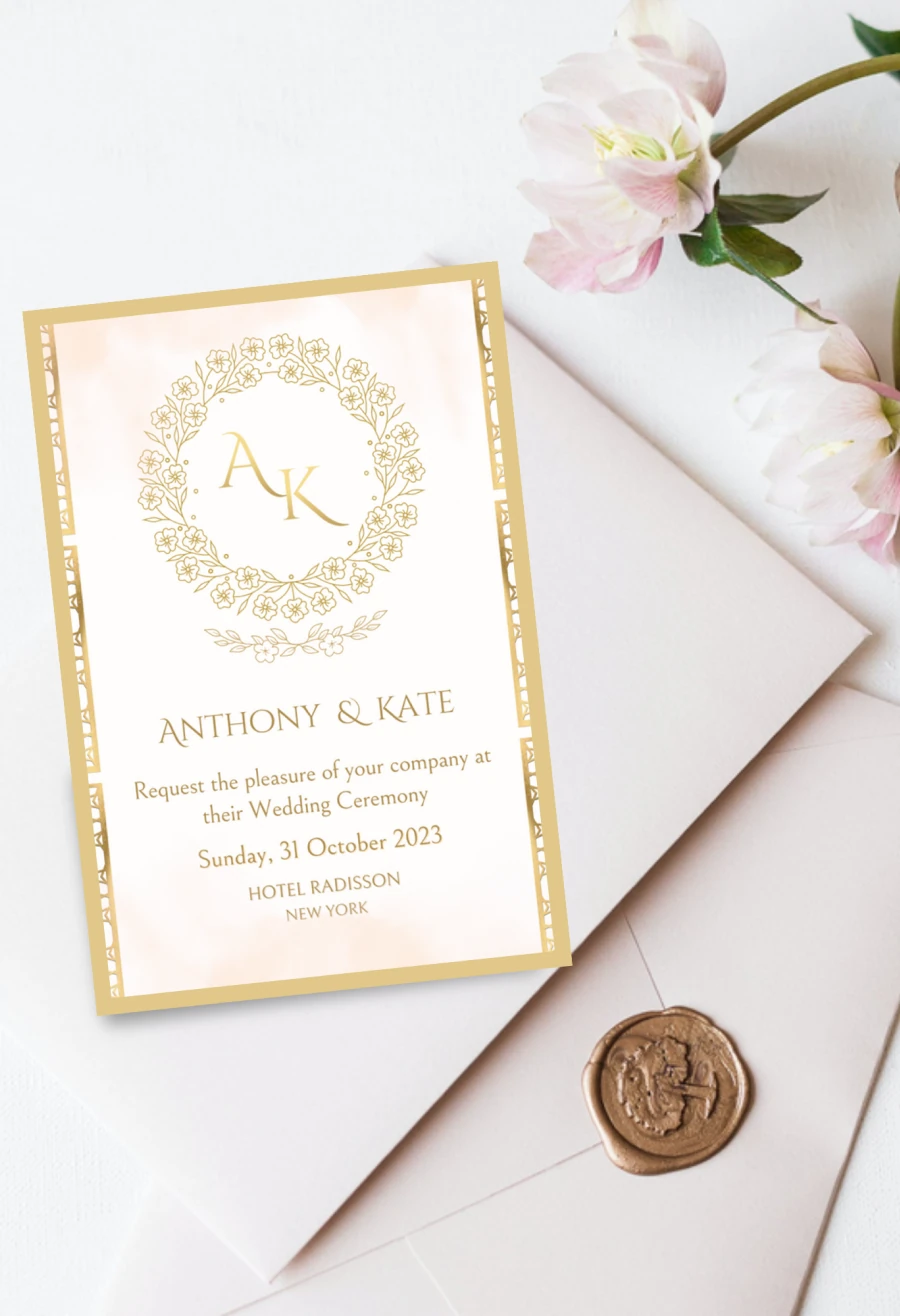 A
K
ANTHONY & KATE
Request the pleasure of your company at
their Wedding Ceremony
Sunday, 31 October 2023
HOTEL RADISSON
NEW YORK